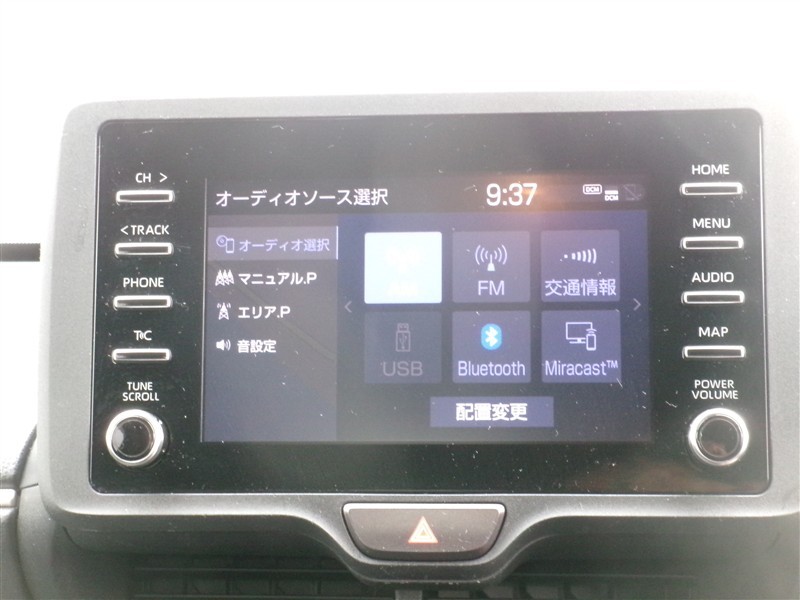 CH >
< TRACK
PHONE
T@C
TUNE
SCROLL
オーディオソース選択
9:37
DCM
DCM
オーディオ選択
マニュアル.P
エリア.P
音設定
AM
FM
交通情報
USB
Bluetooth
Miracast™
配置変更
HOME
MENU
AUDIO
MAP
POWER
VOLUME